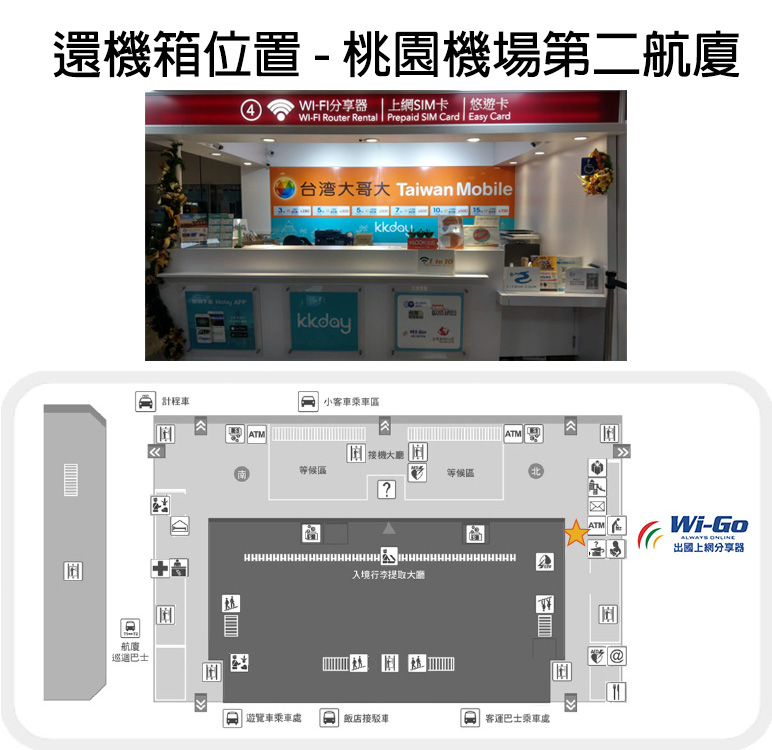 還機箱位置 - 桃園機場第二航廈
④ WI-FI分享器 上網SIM卡 悠遊卡
WI-FI Router Rental Prepaid SIM Card Easy Card
台湾大哥大 Taiwan Mobile
kkday
kkday
Wi-Go
計程車
小客車乘車區
ATM
ATM
接機大廳
等候區
等候區
南
北
?
AED
ATM
Wi-Go
ALWAYS ONLINE
出國上網分享器
入境行李提取大廳
航廈
巡迴巴士
AED
@
遊覽車乘車處
飯店接駁車
客運巴士乘車處